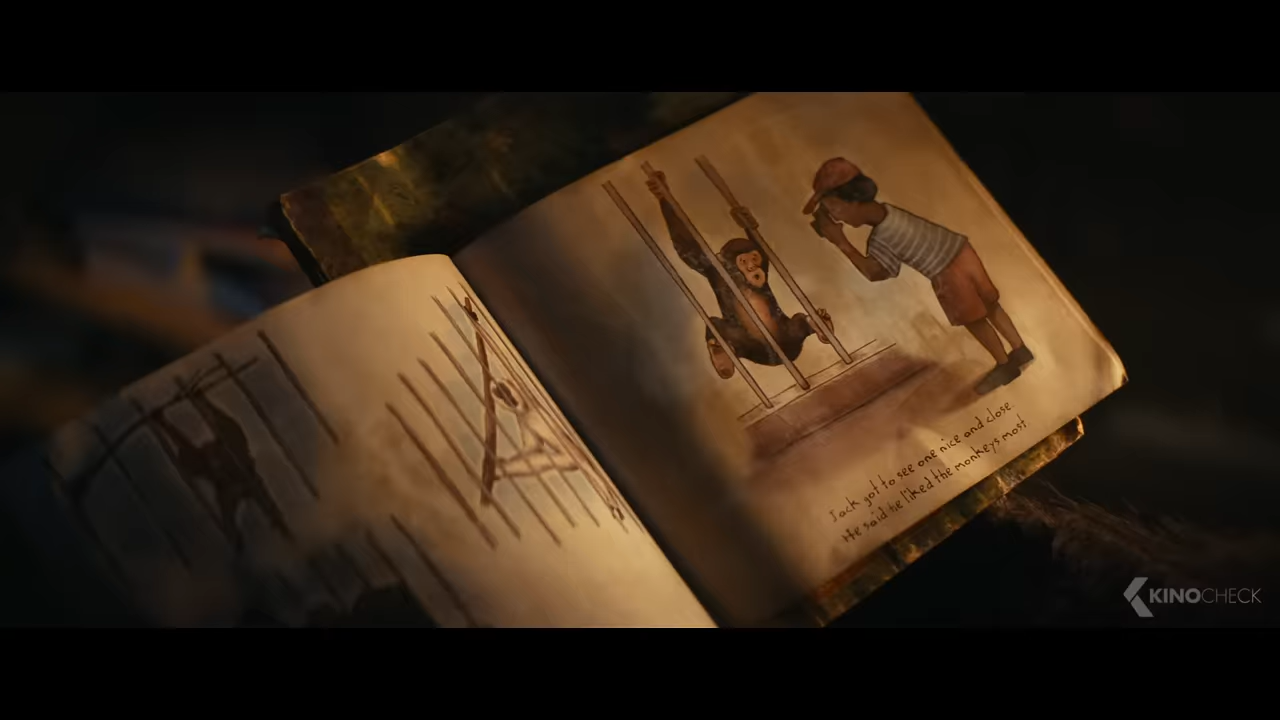 Jack got to see one nice and close.
He said he liked the monkeys most
KINOCHECK